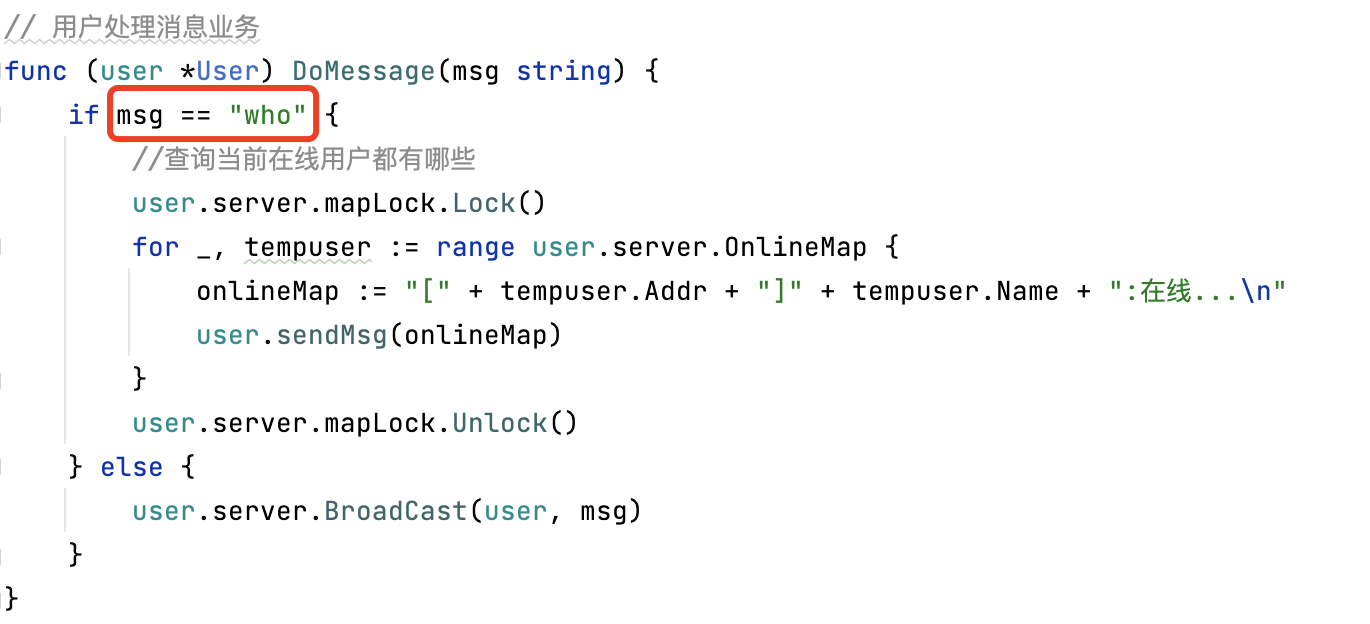 // 用户处理消息业务
func (user *User) DoMessage(msg string) {
    if msg == "who" {
        //查询当前在线用户都有哪些
        user.server.mapLock.Lock()
        for _, tempuser := range user.server.OnlineMap {
            onlineMap := "[" + tempuser.Addr + "]" + tempuser.Name + ":在线...\n"
            user.sendMsg(onlineMap)
        }
        user.server.mapLock.Unlock()
    } else {
        user.server.BroadCast(user, msg)
    }
}